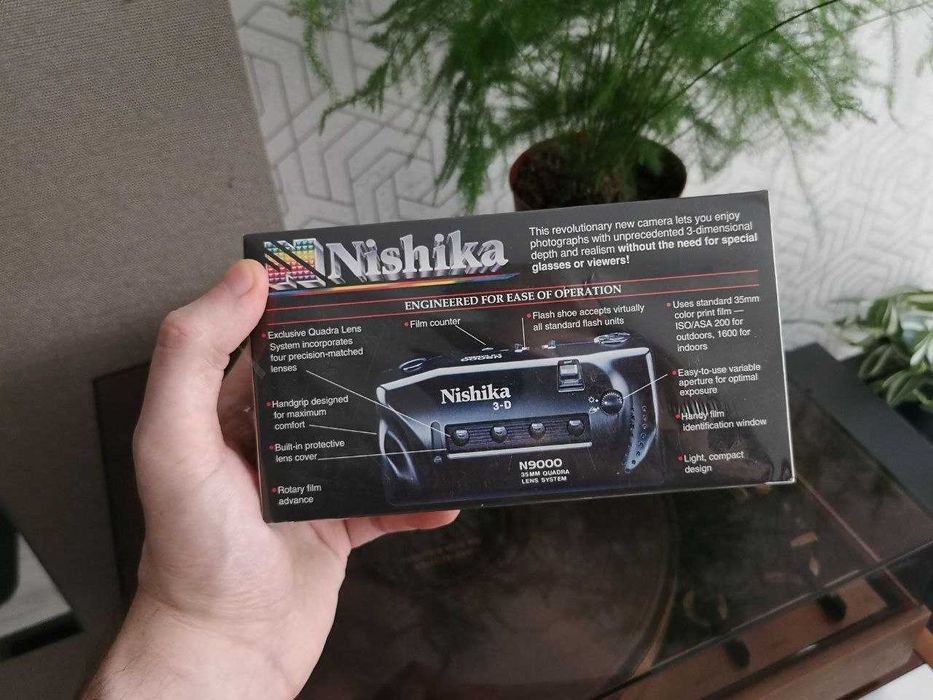 Nishika
This revolutionary new camera lets you enjoy
photographs with unprecedented 3-dimensional
depth and realism without the need for special
glasses or viewers!
ENGINEERED FOR EASE OF OPERATION
• Exclusive Quadra Lens
System incorporates
four precision-matched
lenses
• Film counter
• Flash shoe accepts virtually
all standard flash units
• Uses standard 35mm
color print film —
ISO/ASA 200 for
outdoors, 1600 for
indoors
• Handgrip designed
for maximum
comfort
• Built-in protective
lens cover
• Rotary film
advance
Nishika
3-D
N9000
35MM QUADRA
LENS SYSTEM
• Easy-to-use variable
aperture for optimal
exposure
• Handy film
identification window
• Light, compact
design